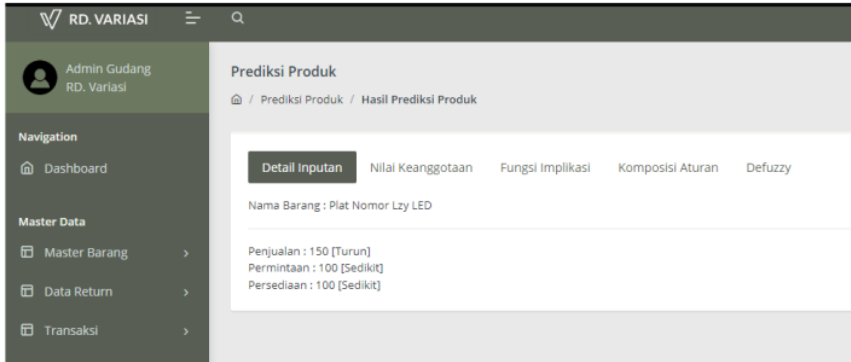 RD. VARIASI
Admin Gudang
RD. Variasi
Navigation
Dashboard
Master Data
Master Barang
Data Return
Transaksi
Prediksi Produk
/ Prediksi Produk / Hasil Prediksi Produk
Detail Inputan Nilai Keanggotaan Fungsi Implikasi Komposisi Aturan Defuzzy
Nama Barang : Plat Nomor Lzy LED
Penjualan : 150 [Turun]
Permintaan : 100 [Sedikit]
Persediaan : 100 [Sedikit]